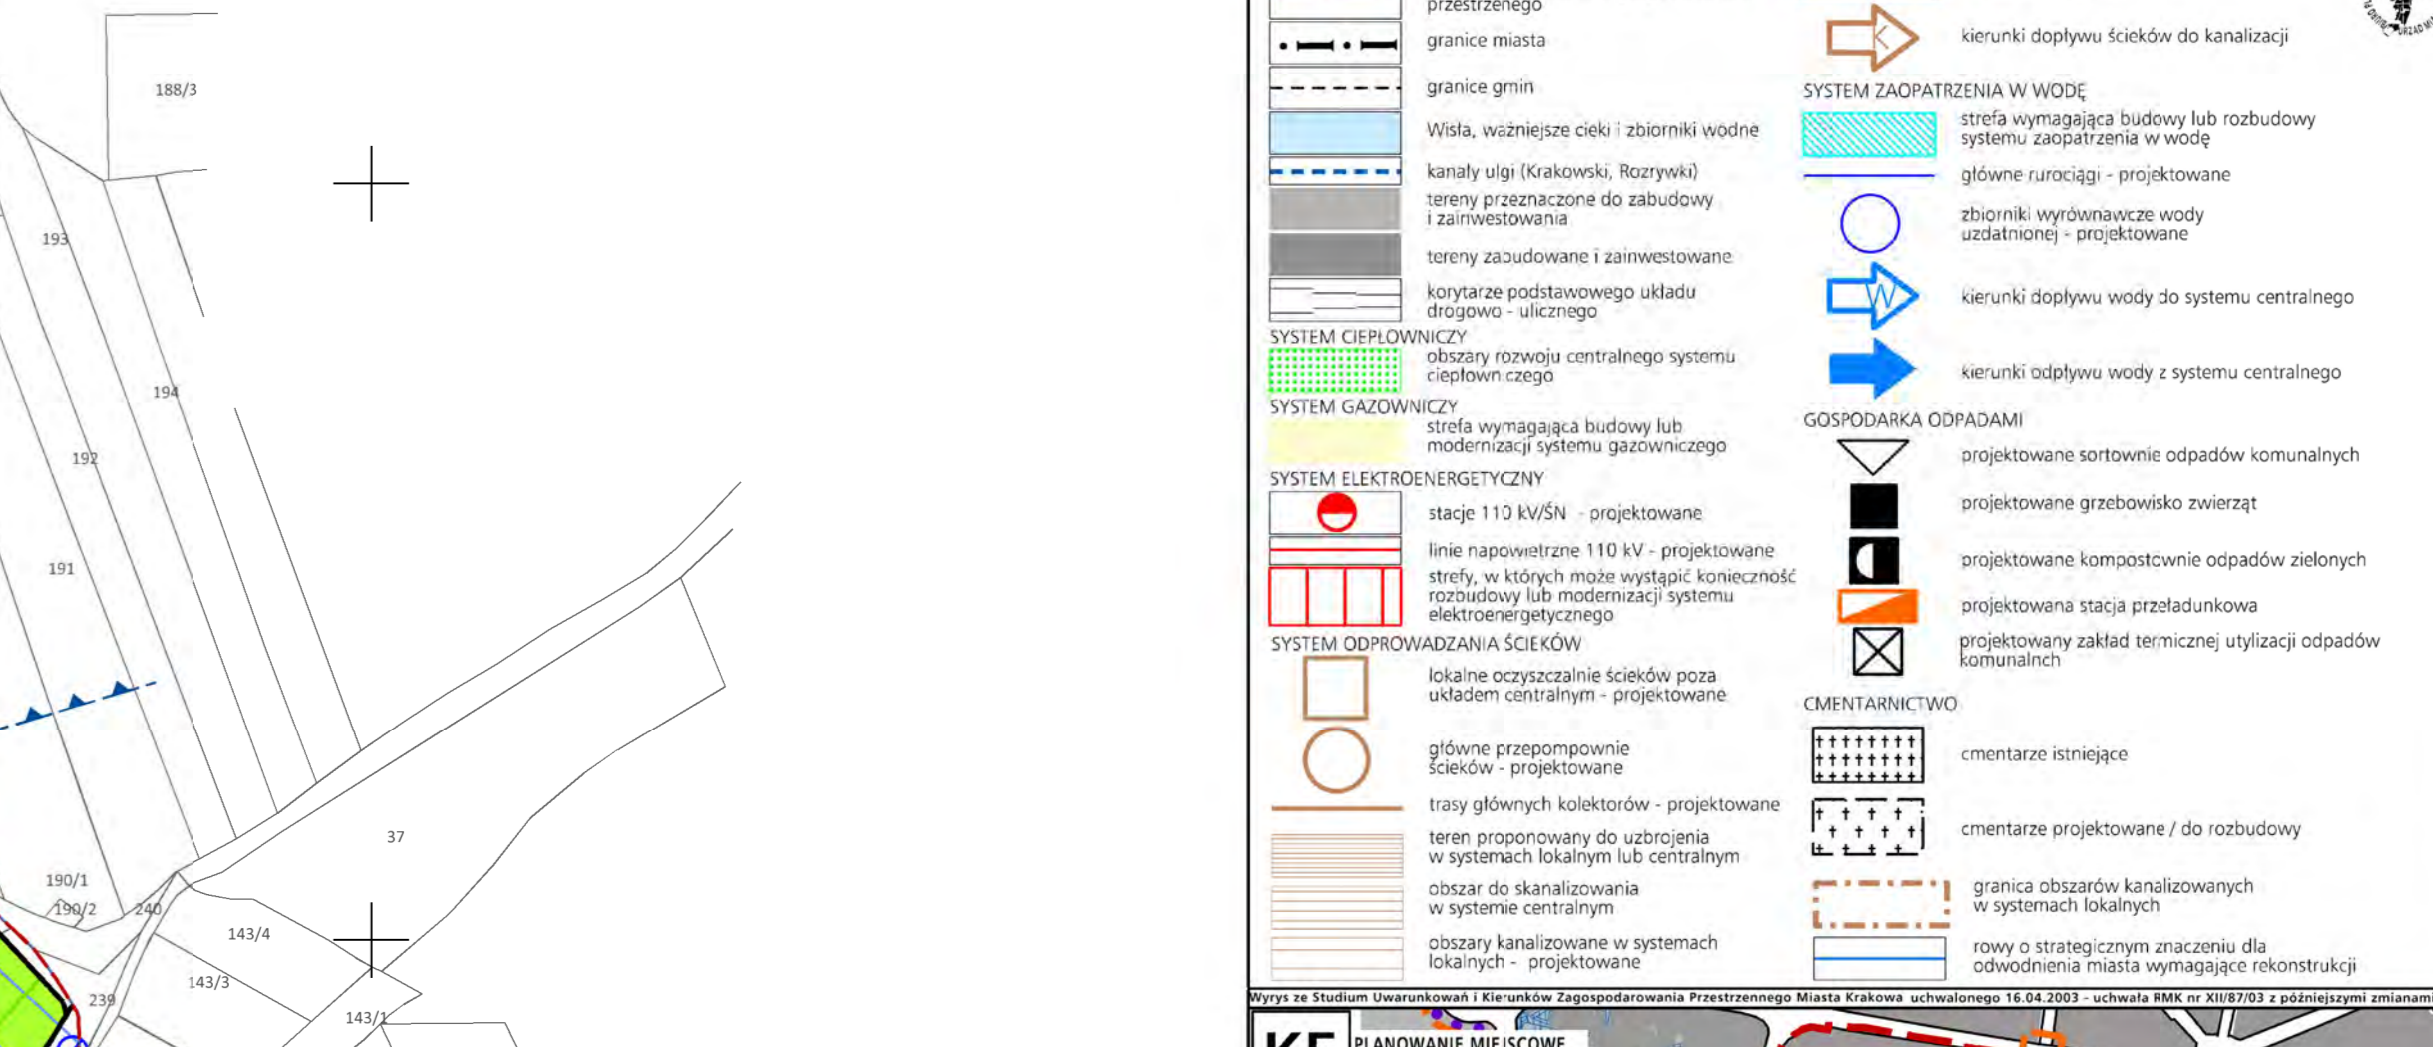 188/3
193
194
192
191
37
190/1
190/2
240
143/4
143/3
239
143/1
przestrzenego
granice miasta
granice gmin
Wisła, ważniejsze cieki i zbiorniki wodne
kanały ulgi (Krakowski, Rozrywki)
tereny przeznaczone do zabudowy
i zainwestowania
tereny zabudowane i zainwestowane
korytarze podstawowego układu
drogowo - ulicznego
SYSTEM CIEPŁOWNICZY
obszary rozwoju centralnego systemu
ciepłowniczego
SYSTEM GAZOWNICZY
strefa wymagająca budowy lub
modernizacji systemu gazowniczego
SYSTEM ELEKTROENERGETYCZNY
stacje 110 kV/ŚN - projektowane
linie napowietrzne 110 kV - projektowane
strefy, w których może wystąpić konieczność
rozbudowy lub modernizacji systemu
elektroenergetycznego
SYSTEM ODPROWADZANIA ŚCIEKÓW
lokalne oczyszczalnie ścieków poza
układem centralnym - projektowane
główne przepompownie
ścieków - projektowane
trasy głównych kolektorów - projektowane
teren proponowany do uzbrojenia
w systemach lokalnym lub centralnym
obszar do skanalizowania
w systemie centralnym
obszary kanalizowane w systemach
lokalnych - projektowane
K
kierunki dopływu ścieków do kanalizacji
SYSTEM ZAOPATRZENIA W WODĘ
strefa wymagająca budowy lub rozbudowy
systemu zaopatrzenia w wodę
główne rurociągi - projektowane
zbiorniki wyrównawcze wody
uzdatnionej - projektowane
W
kierunki dopływu wody do systemu centralnego
kierunki odpływu wody z systemu centralnego
GOSPODARKA ODPADAMI
projektowane sortownie odpadów komunalnych
projektowane grzebowisko zwierząt
projektowane kompostownie odpadów zielonych
projektowana stacja przeładunkowa
projektowany zakład termicznej utylizacji odpadów
komunalnch
CMENTARNICTWO
cmentarze istniejące
cmentarze projektowane / do rozbudowy
granica obszarów kanalizowanych
w systemach lokalnych
rowy o strategicznym znaczeniu dla
odwodnienia miasta wymagające rekonstrukcji
Wyrys ze Studium Uwarunkowań i Kierunków Zagospodarowania Przestrzennego Miasta Krakowa uchwalonego 16.04.2003 - uchwała RMK nr XII/87/03 z późniejszymi zmianami
PLANOWANIE MIEJSCOWE